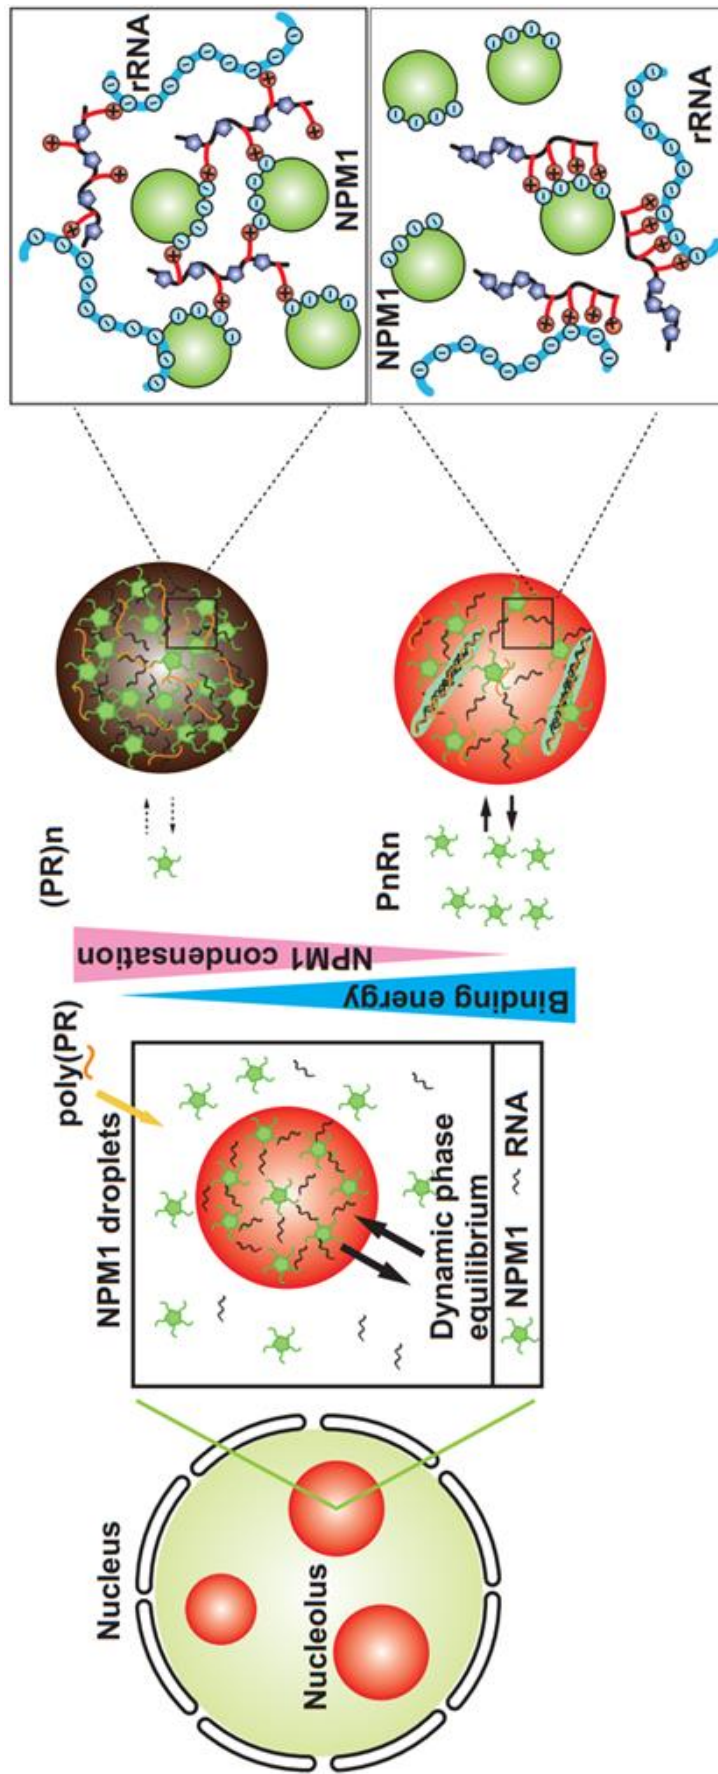 Nucleus
Nucleolus
NPM1 droplets
poly(PR)
Dynamic phase
equilibrium
NPM1
RNA
Binding energy
NPM1 condensation
(PR)n
PnRn
rRNA
NPM1
NPM1
rRNA